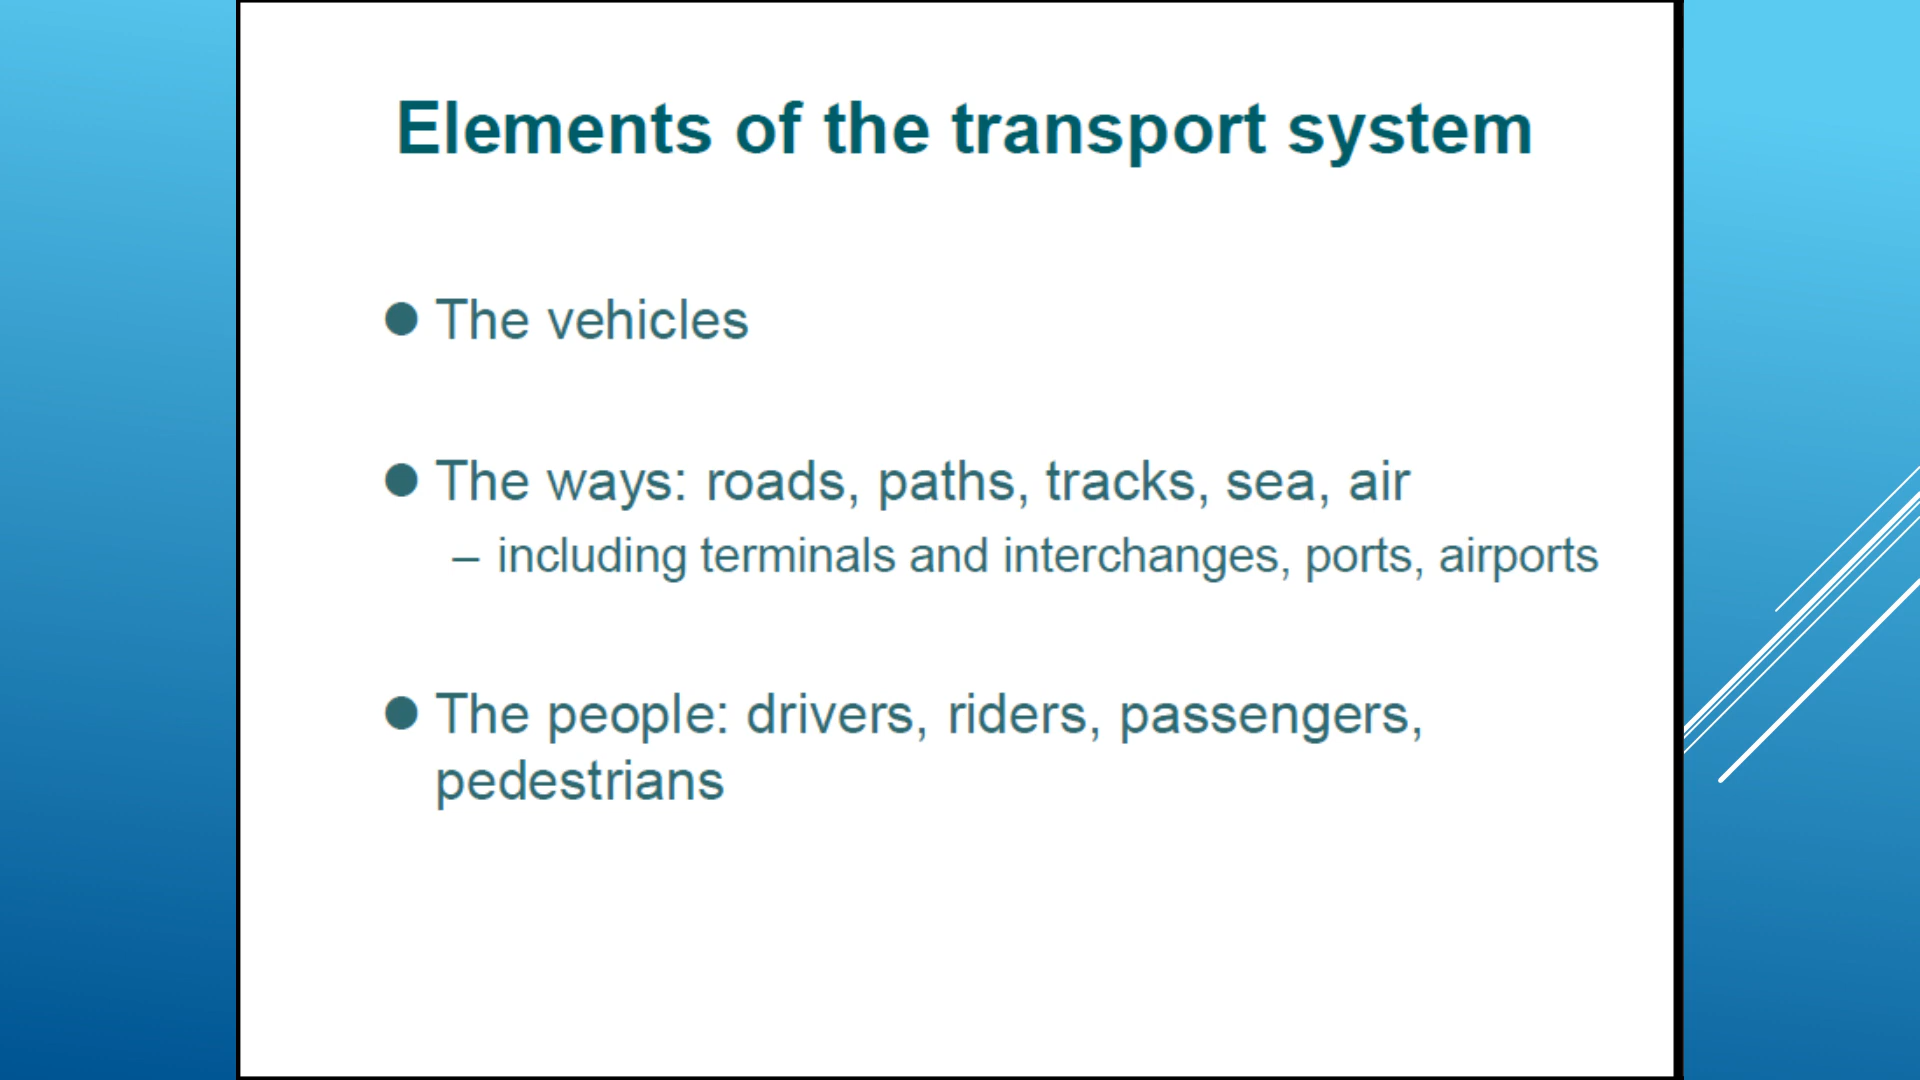 Elements of the transport system
● The vehicles
● The ways: roads, paths, tracks, sea, air
– including terminals and interchanges, ports, airports
● The people: drivers, riders, passengers,
pedestrians